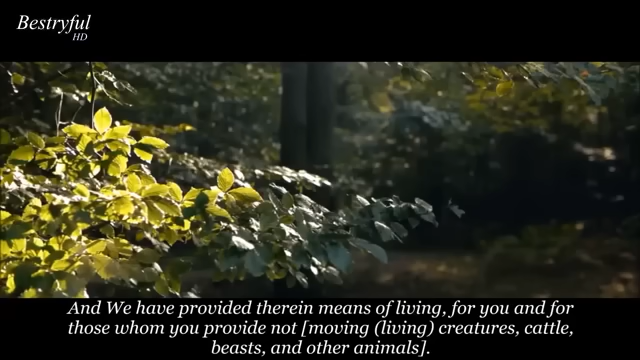 Bestryful
HD
And We have provided therein means of living, for you and for
those whom you provide not [moving (living) creatures, cattle,
beasts, and other animals].